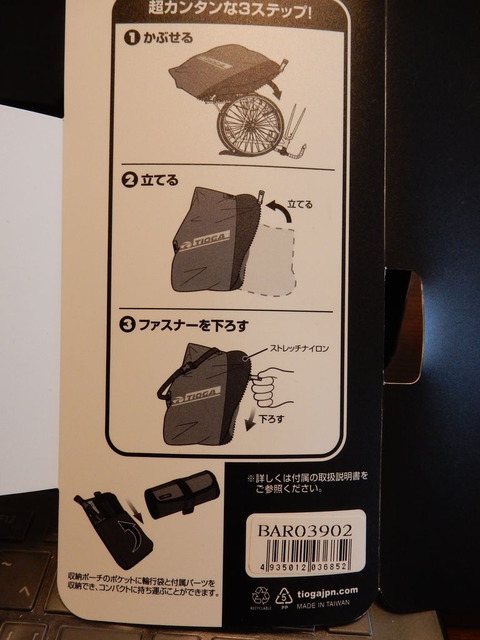 超カンタンな3ステップ!
❶かぶせる
❷立てる
立てる
TIOGA
❸ファスナーを下ろす
ストレッチナイロン
TIOGA
下ろす
※詳しくは付属の取扱説明書を
ご参照ください。
収納ポーチのポケットに輪行袋と付属パーツを
収納でき、コンパクトに持ち運ぶことができます。
BAR03902
4 935012 036852
RECYCLABLE
5
PP
tiogajpn.com
MADE IN TAIWAN